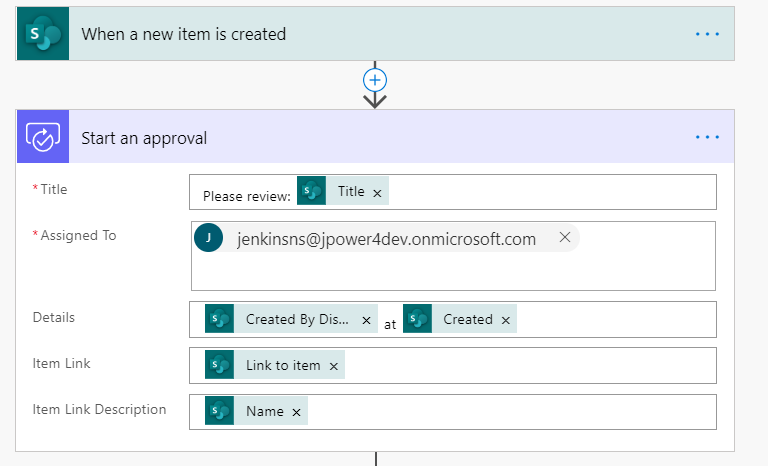 When a new item is created
Start an approval
* Title
Please review: Title ×
* Assigned To
J jenkinsns@jpower4dev.onmicrosoft.com ×
Details
Created By Dis... × at Created ×
Item Link
Link to item ×
Item Link Description
Name ×